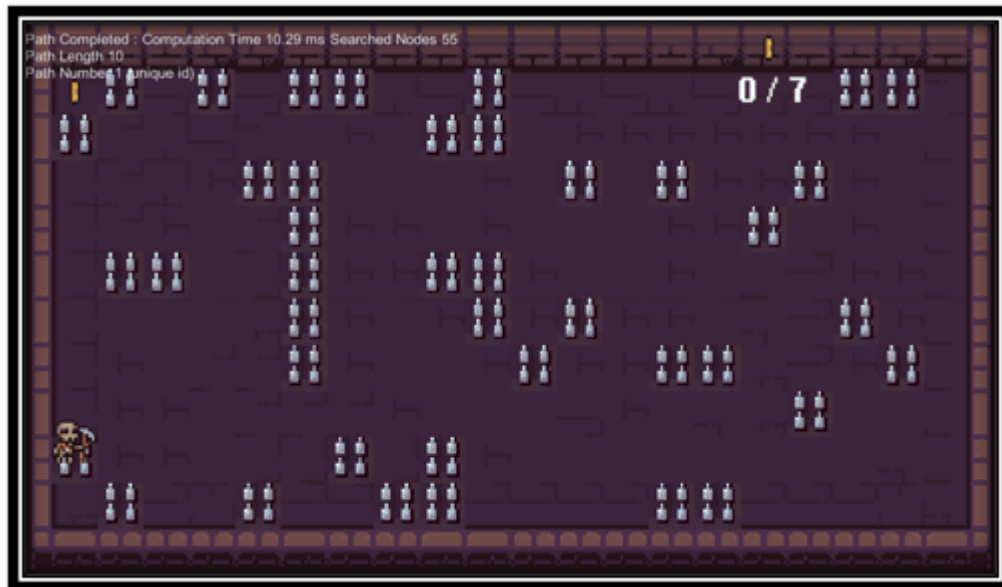 Path Completed : Computation Time 10.29 ms Searched Nodes 55
Path Length 10
Path Number 1 (unique id)
0 / 7